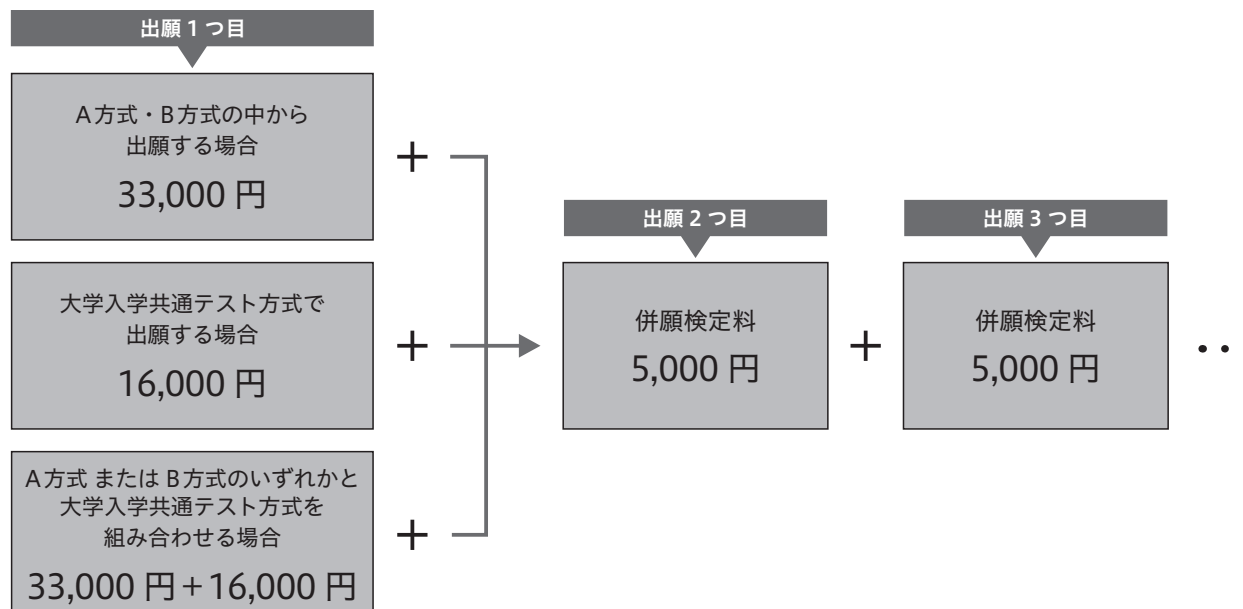 出願 1 つ目
A方式・B方式の中から
出願する場合
33,000 円
+
大学入学共通テスト方式で
出願する場合
16,000 円
+
A方式 または B方式のいずれかと
大学入学共通テスト方式を
組み合わせる場合
33,000 円+16,000 円
+
出願 2 つ目
併願検定料
5,000 円
+
出願 3 つ目
併願検定料
5,000 円
・・